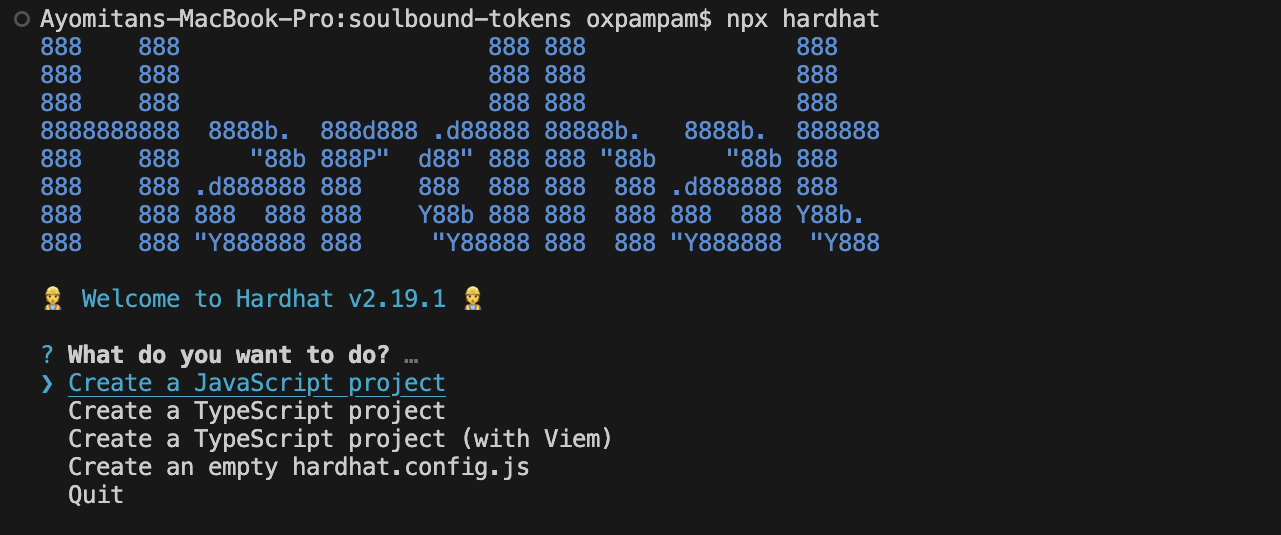 Ayomitans-MacBook-Pro:soulbound-tokens oxpampam$ npx hardhat
888    888                      888 888               888
888    888                      888 888               888
888    888                      888 888               888
8888888888  8888b.  888d888 .d88888 88888b.   8888b.  888888
888    888     "88b 888P"  d88" 888 888 "88b     "88b 888
888    888 .d888888 888    888  888 888  888 .d888888 888
888    888 888  888 888    Y88b 888 888  888 888  888 Y88b.
888    888 "Y888888 888     "Y88888 888  888 "Y888888  "Y888
Welcome to Hardhat v2.19.1
? What do you want to do? …
❯ Create a JavaScript project
Create a TypeScript project
Create a TypeScript project (with Viem)
Create an empty hardhat.config.js
Quit